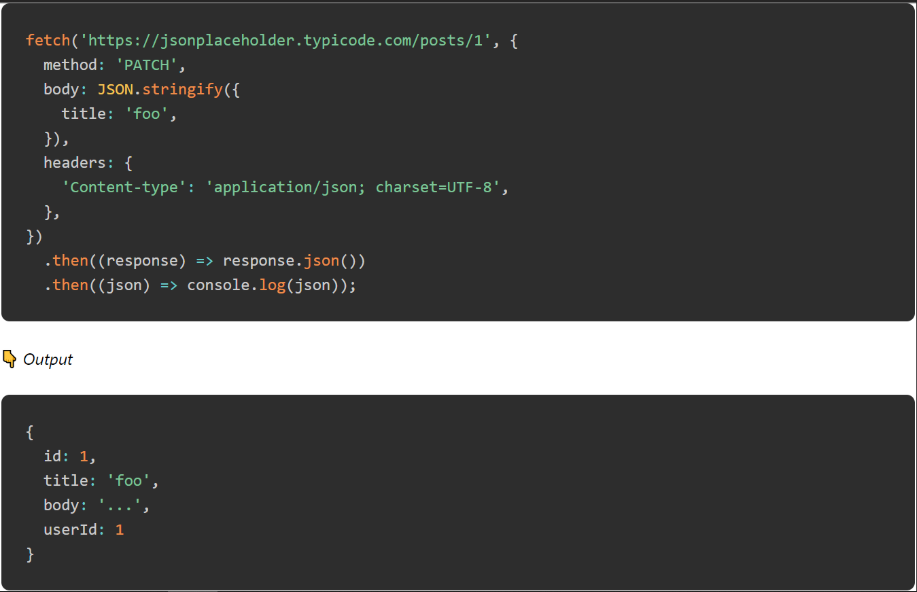 fetch('https://jsonplaceholder.typicode.com/posts/1', {
  method: 'PATCH',
  body: JSON.stringify({
    title: 'foo',
  }),
  headers: {
    'Content-type': 'application/json; charset=UTF-8',
  },
})
  .then((response) => response.json())
  .then((json) => console.log(json));
👇 Output
{
  id: 1,
  title: 'foo',
  body: '...',
  userId: 1
}